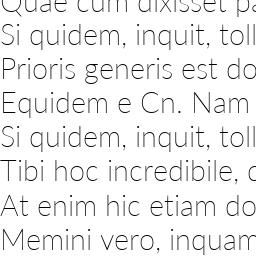 Quae cum dixisset pa
Si quidem, inquit, toll
Prioris generis est do
Equidem e Cn. Nam
Si quidem, inquit, toll
Tibi hoc incredibile, q
At enim hic etiam do
Memini vero, inquam